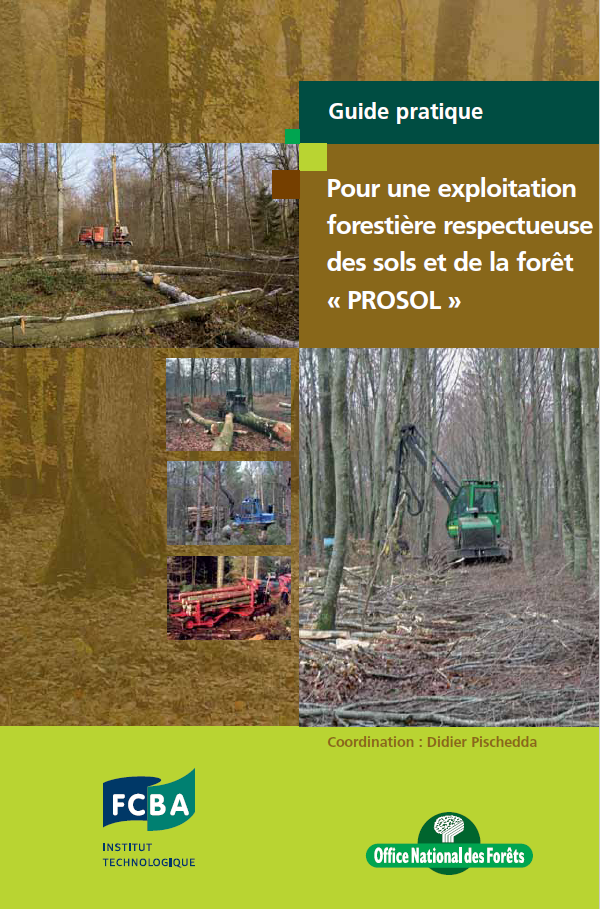 Guide pratique
Pour une exploitation
forestière respectueuse
des sols et de la forêt
« PROSOL »
Coordination : Didier Pischedda
FCBA
INSTITUT
TECHNOLOGIQUE
Office National des Forêts